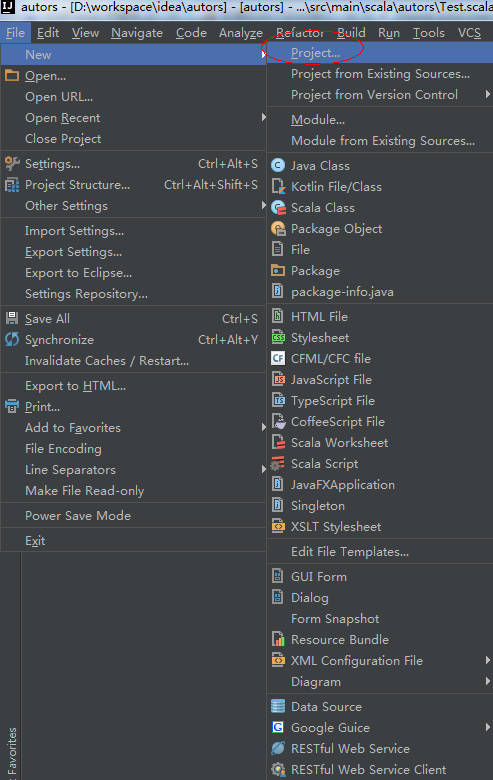 autors - [D:\workspace\idea\autors] - [autors] - ...\src\main\scala\autors\Test.scala
File Edit View Navigate Code Analyze Refactor Build Run Tools VCS
New
Open...
Open URL...
Open Recent
Close Project
Settings... Ctrl+Alt+S
Project Structure... Ctrl+Alt+Shift+S
Other Settings
Import Settings...
Export Settings...
Export to Eclipse...
Settings Repository...
Save All Ctrl+S
Synchronize Ctrl+Alt+Y
Invalidate Caches / Restart...
Export to HTML...
Print...
Add to Favorites
File Encoding
Line Separators
Make File Read-only
Power Save Mode
Exit
Project...
Project from Existing Sources...
Project from Version Control
Module...
Module from Existing Sources...
Java Class
Kotlin File/Class
Scala Class
Package Object
File
Package
package-info.java
HTML File
Stylesheet
CFML/CFC file
JavaScript File
TypeScript File
CoffeeScript File
Scala Worksheet
Scala Script
JavaFXApplication
Singleton
XSLT Stylesheet
Edit File Templates...
GUI Form
Dialog
Form Snapshot
Resource Bundle
XML Configuration File
Diagram
Data Source
Google Guice
RESTful Web Service
RESTful Web Service Client
Favorites